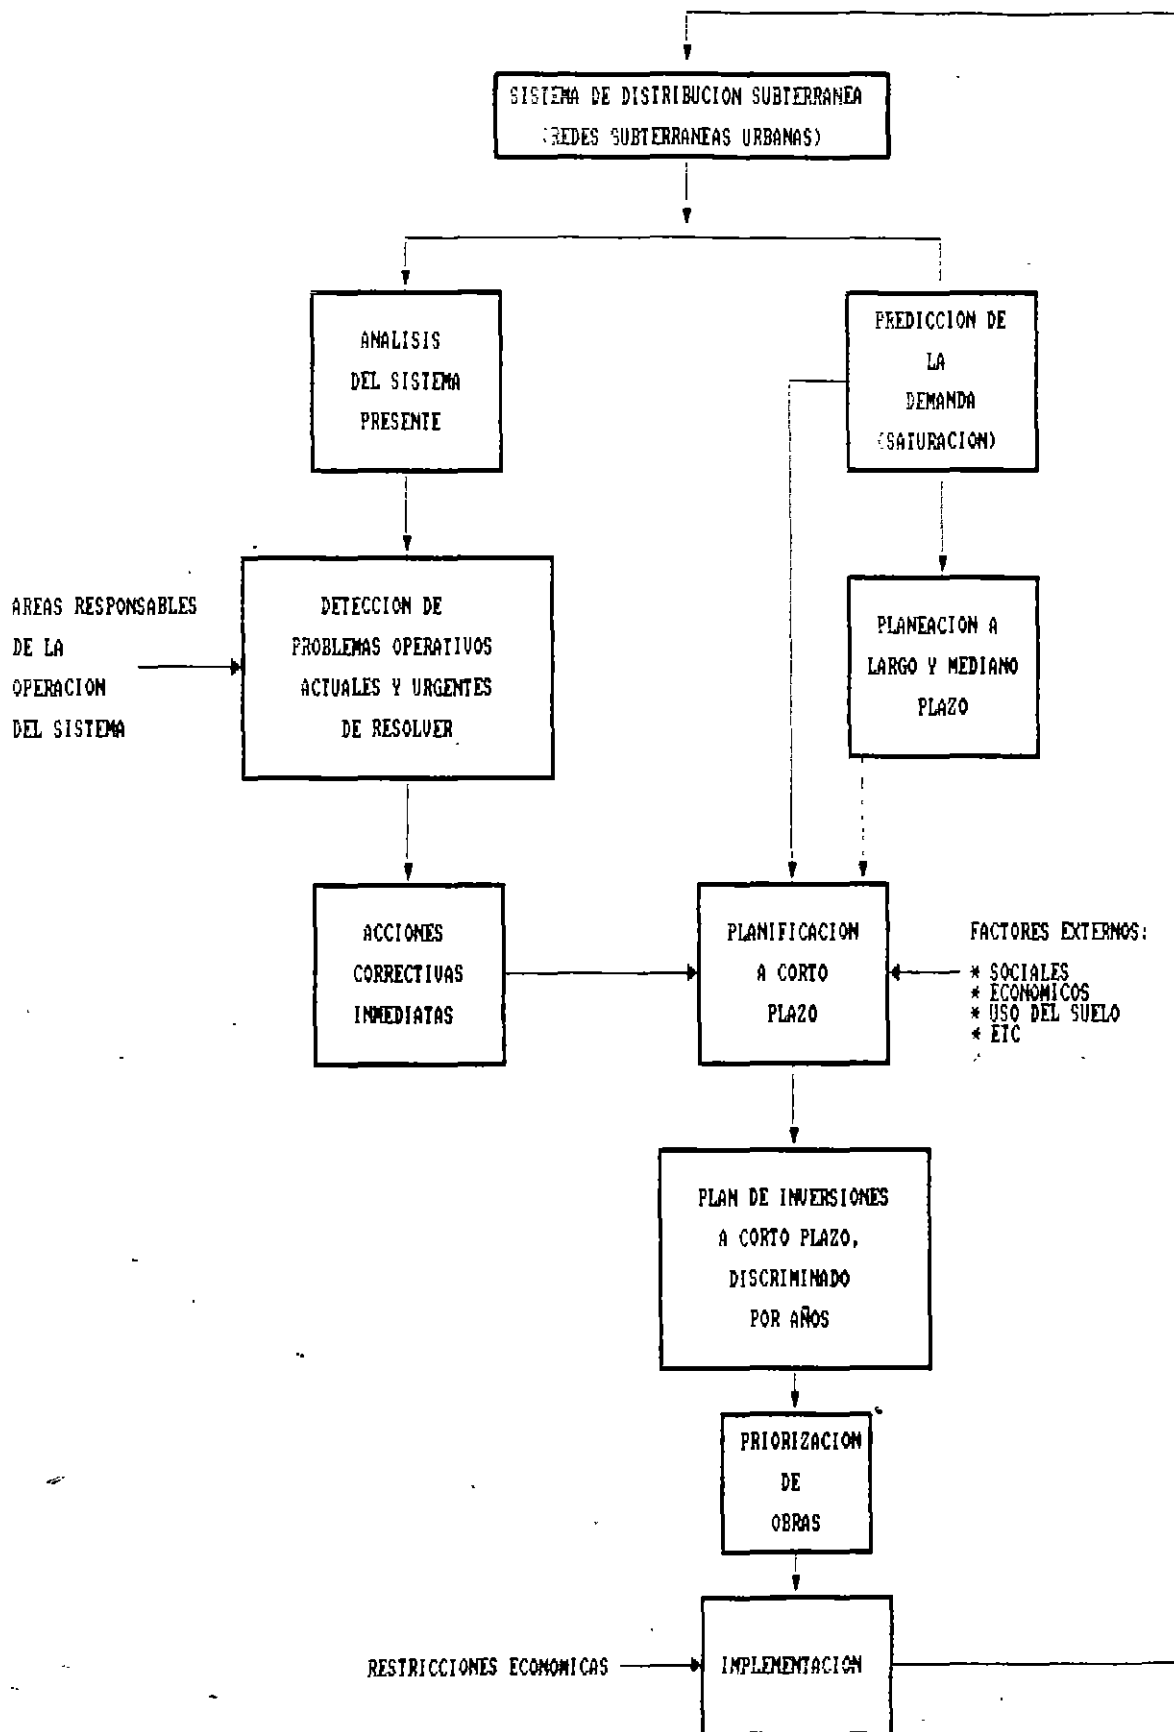 SISTEMA DE DISTRIBUCION SUBTERRANEA
(REDES SUBTERRANEAS URBANAS)
ANALISIS
DEL SISTEMA
PRESENTE
PREDICCION DE
LA
DEMANDA
(SATURACION)
AREAS RESPONSABLES
DE LA
OPERACION
DEL SISTEMA
DETECCION DE
PROBLEMAS OPERATIVOS
ACTUALES Y URGENTES
DE RESOLVER
PLANEACION A
LARGO Y MEDIANO
PLAZO
ACCIONES
CORRECTIVAS
INMEDIATAS
PLANIFICACION
A CORTO
PLAZO
FACTORES EXTERNOS:
* SOCIALES
* ECONOMICOS
* USO DEL SUELO
* ETC
PLAN DE INVERSIONES
A CORTO PLAZO,
DISCRIMINADO
POR AÑOS
PRIORIZACION
DE
OBRAS
RESTRICCIONES ECONOMICAS
IMPLEMENTACION